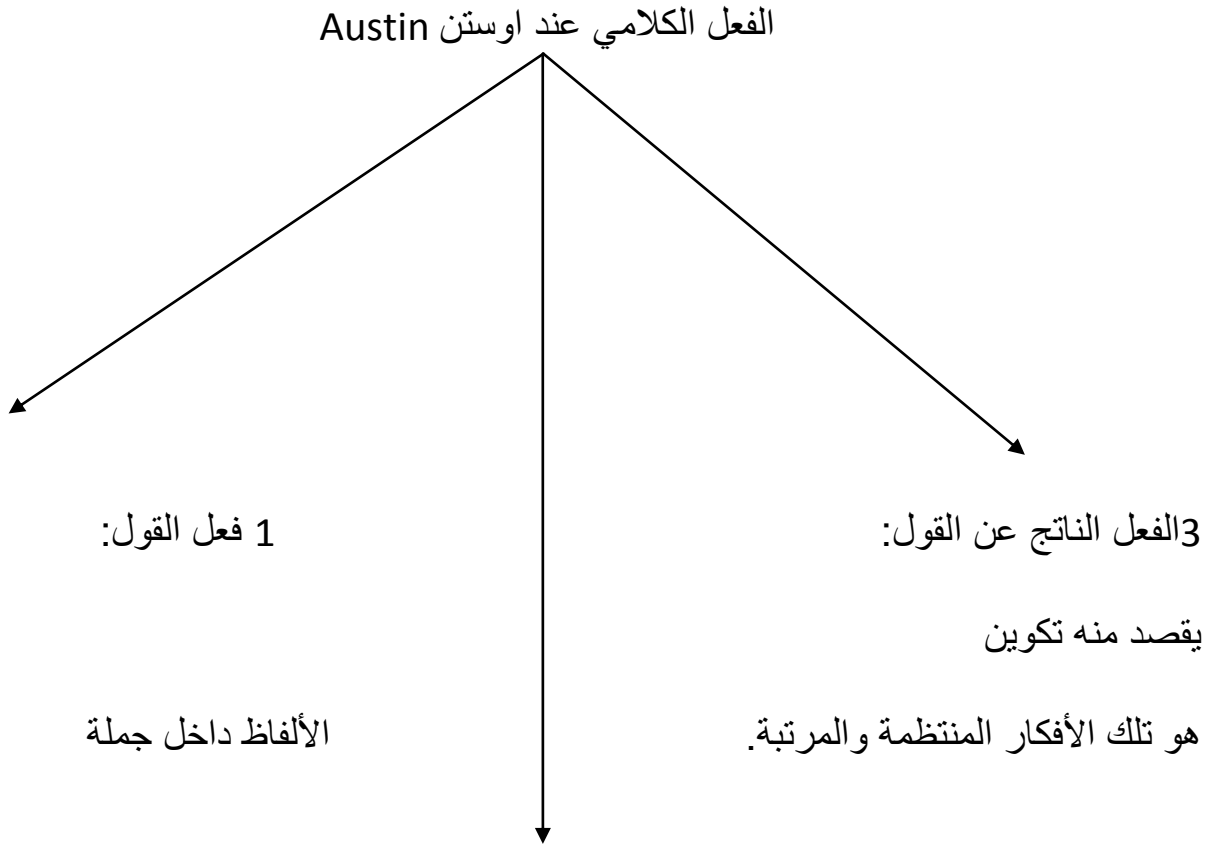 الفعل الكلامي عند اوستن Austin
3الفعل الناتج عن القول:
1 فعل القول:
يقصد منه تكوين
هو تلك الأفكار المنتظمة والمرتبة.
الألفاظ داخل جملة